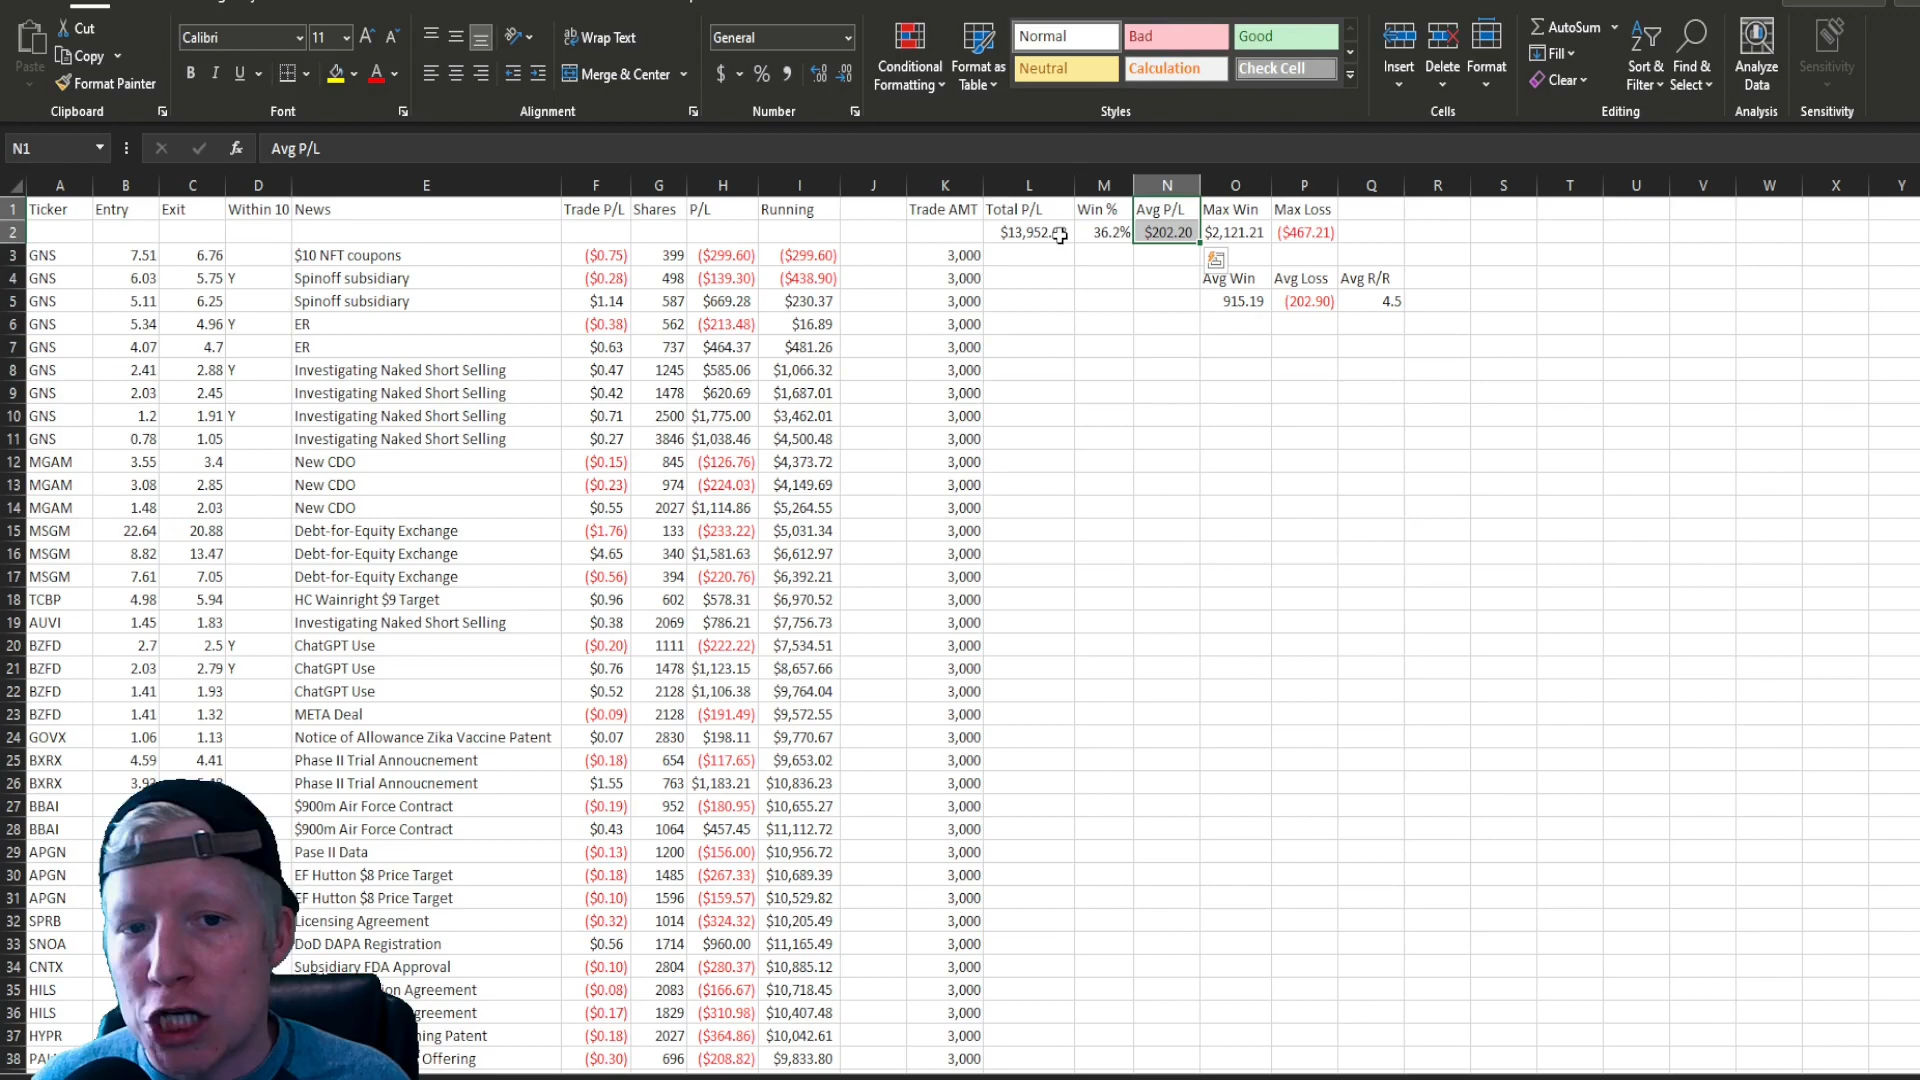 Cut
Calibri 11 Wrap Text General Normal Bad Good AutoSum
Copy
Paste Conditional Formatting Format as Table Neutral Calculation Check Cell Insert Delete Format Fill Sort & Filter Find & Select Analyze Data Sensitivity
Format Painter B I U A Merge & Center $ % Clear
Clipboard Font Alignment Number Styles Cells Editing Analysis Sensitivity
N1 fx Avg P/L
A B C D E F G H I J K L M N O P Q R S T U V W X Y
1 Ticker Entry Exit Within 10 News Trade P/L Shares P/L Running Trade AMT Total P/L Win % Avg P/L Max Win Max Loss
2 $13,952. 36.2% $202.20 $2,121.21 ($467.21)
3 GNS 7.51 6.76 $10 NFT coupons ($0.75) 399 ($299.60) ($299.60) 3,000
4 GNS 6.03 5.75 Y Spinoff subsidiary ($0.28) 498 ($139.30) ($438.90) 3,000 Avg Win Avg Loss Avg R/R
5 GNS 5.11 6.25 Spinoff subsidiary $1.14 587 $669.28 $230.37 3,000 915.19 (202.90) 4.5
6 GNS 5.34 4.96 Y ER ($0.38) 562 ($213.48) $16.89 3,000
7 GNS 4.07 4.7 ER $0.63 737 $464.37 $481.26 3,000
8 GNS 2.41 2.88 Y Investigating Naked Short Selling $0.47 1245 $585.06 $1,066.32 3,000
9 GNS 2.03 2.45 Investigating Naked Short Selling $0.42 1478 $620.69 $1,687.01 3,000
10 GNS 1.2 1.91 Y Investigating Naked Short Selling $0.71 2500 $1,775.00 $3,462.01 3,000
11 GNS 0.78 1.05 Investigating Naked Short Selling $0.27 3846 $1,038.46 $4,500.48 3,000
12 MGAM 3.55 3.4 New CDO ($0.15) 845 ($126.76) $4,373.72 3,000
13 MGAM 3.08 2.85 New CDO ($0.23) 974 ($224.03) $4,149.69 3,000
14 MGAM 1.48 2.03 New CDO $0.55 2027 $1,114.86 $5,264.55 3,000
15 MSGM 22.64 20.88 Debt-for-Equity Exchange ($1.76) 133 ($233.22) $5,031.34 3,000
16 MSGM 8.82 13.47 Debt-for-Equity Exchange $4.65 340 $1,581.63 $6,612.97 3,000
17 MSGM 7.61 7.05 Debt-for-Equity Exchange ($0.56) 394 ($220.76) $6,392.21 3,000
18 TCBP 4.98 5.94 HC Wainright $9 Target $0.96 602 $578.31 $6,970.52 3,000
19 AUVI 1.45 1.83 Investigating Naked Short Selling $0.38 2069 $786.21 $7,756.73 3,000
20 BZFD 2.7 2.5 Y ChatGPT Use ($0.20) 1111 ($222.22) $7,534.51 3,000
21 BZFD 2.03 2.79 Y ChatGPT Use $0.76 1478 $1,123.15 $8,657.66 3,000
22 BZFD 1.41 1.93 ChatGPT Use $0.52 2128 $1,106.38 $9,764.04 3,000
23 BZFD 1.41 1.32 META Deal ($0.09) 2128 ($191.49) $9,572.55 3,000
24 GOVX 1.06 1.13 Notice of Allowance Zika Vaccine Patent $0.07 2830 $198.11 $9,770.67 3,000
25 BXRX 4.59 4.41 Phase II Trial Annoucnement ($0.18) 654 ($117.65) $9,653.02 3,000
26 BXRX Phase II Trial Annoucnement $1.55 763 $1,183.21 $10,836.23 3,000
27 BBAI $900m Air Force Contract ($0.19) 952 ($180.95) $10,655.27 3,000
28 BBAI $900m Air Force Contract $0.43 1064 $457.45 $11,112.72 3,000
29 APGN Pase II Data ($0.13) 1200 ($156.00) $10,956.72 3,000
30 APGN EF Hutton $8 Price Target ($0.18) 1485 ($267.33) $10,689.39 3,000
31 APGN EF Hutton $8 Price Target ($0.10) 1596 ($159.57) $10,529.82 3,000
32 SPRB Licensing Agreement ($0.32) 1014 ($324.32) $10,205.49 3,000
33 SNOA DoD DAPA Registration $0.56 1714 $960.00 $11,165.49 3,000
34 CNTX Subsidiary FDA Approval ($0.10) 2804 ($280.37) $10,885.12 3,000
35 HILS Agreement ($0.08) 2083 ($166.67) $10,718.45 3,000
36 HILS ($0.17) 1829 ($310.98) $10,407.48 3,000
37 HYPR Patent ($0.18) 2027 ($364.86) $10,042.61 3,000
38 Offering ($0.30) 696 ($208.82) $9,833.80 3,000